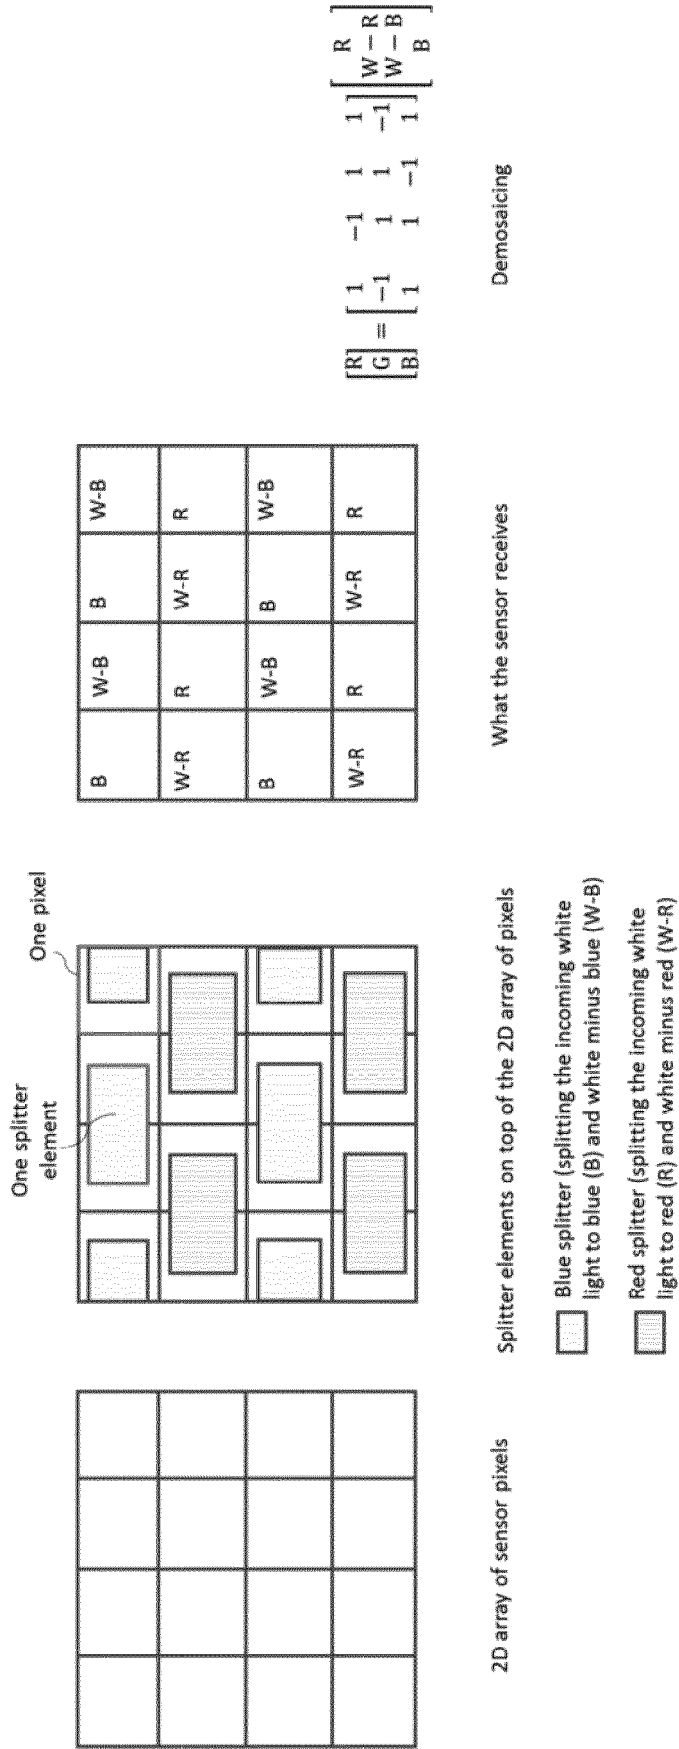 One splitter
element
One pixel
B W-B B W-B
W-R R W-R R
B W-B B W-B
W-R R W-R R
R
W − R
[R] 1 −1 1 1
[G] = −1 1 1 −1
W − B
[B] 1 1 −1 1
B
2D array of sensor pixels
Splitter elements on top of the 2D array of pixels
What the sensor receives
Demosaicing
Blue splitter (splitting the incoming white
light to blue (B) and white minus blue (W-B)
Red splitter (splitting the incoming white
light to red (R) and white minus red (W-R)